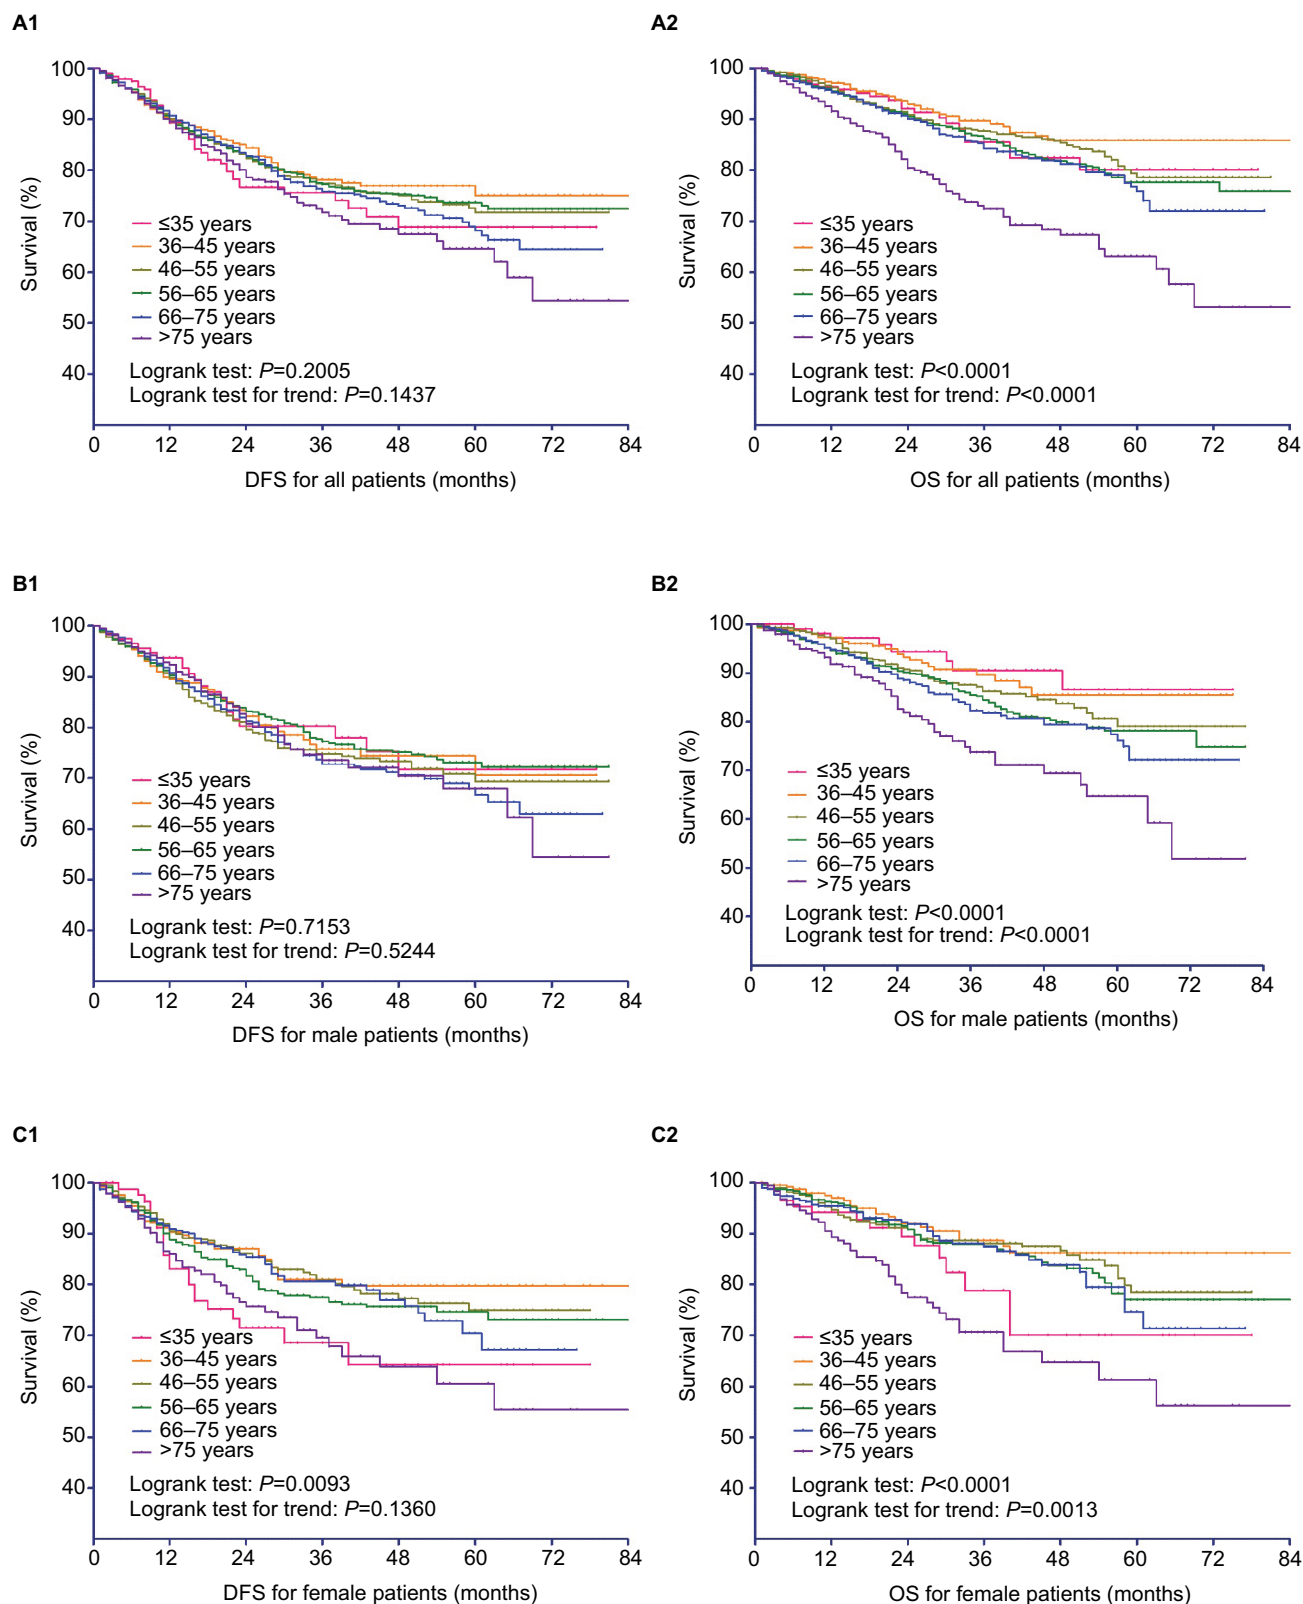 A1
100
90
80
70
60
50
40
Survival (%)
≤35 years
36–45 years
46–55 years
56–65 years
66–75 years
>75 years
Logrank test: P=0.2005
Logrank test for trend: P=0.1437
0 12 24 36 48 60 72 84
DFS for all patients (months)
A2
100
90
80
70
60
50
40
Survival (%)
≤35 years
36–45 years
46–55 years
56–65 years
66–75 years
>75 years
Logrank test: P<0.0001
Logrank test for trend: P<0.0001
0 12 24 36 48 60 72 84
OS for all patients (months)
B1
100
90
80
70
60
50
40
Survival (%)
≤35 years
36–45 years
46–55 years
56–65 years
66–75 years
>75 years
Logrank test: P=0.7153
Logrank test for trend: P=0.5244
0 12 24 36 48 60 72 84
DFS for male patients (months)
B2
100
90
80
70
60
50
40
Survival (%)
≤35 years
36–45 years
46–55 years
56–65 years
66–75 years
>75 years
Logrank test: P<0.0001
Logrank test for trend: P<0.0001
0 12 24 36 48 60 72 84
OS for male patients (months)
C1
100
90
80
70
60
50
40
Survival (%)
≤35 years
36–45 years
46–55 years
56–65 years
66–75 years
>75 years
Logrank test: P=0.0093
Logrank test for trend: P=0.1360
0 12 24 36 48 60 72 84
DFS for female patients (months)
C2
100
90
80
70
60
50
40
Survival (%)
≤35 years
36–45 years
46–55 years
56–65 years
66–75 years
>75 years
Logrank test: P<0.0001
Logrank test for trend: P=0.0013
0 12 24 36 48 60 72 84
OS for female patients (months)